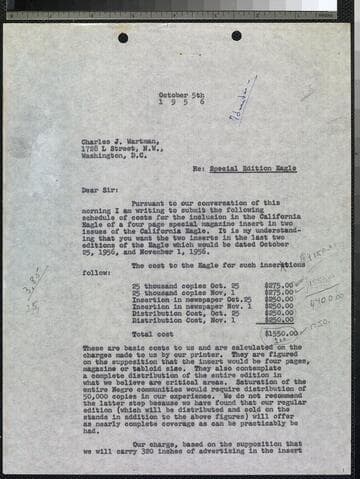 October 5th
1 9 5 6
Charles J. Wartman,
1728 L Street, N.W.,
Washington, D.C.
Re: Special Edition Eagle
Dear Sir:
Pursuant to our conversation of this
morning I am writing to submit the following
schedule of costs for the inclusion in the California
Eagle of a four page special magazine insert in two
issues of the California Eagle. It is my understand-
ing that you want the two inserts in the last two
editions of the Eagle which would be dated October
25, 1956, and November 1, 1956.
The cost to the Eagle for such insertions
follow:
25 thousand copies Oct. 25 $275.00
25 thousand copies Nov. 1 $275.00
Insertion in newspaper Oct.25 $250.00
Insertion in newspaper Nov. 1 $250.00
Distribution Cost, Oct. 25 $250.00
Distribution Cost, Nov. 1 $250.00
Total cost $1550.00
These are basic costs to us and are calculated on the
charges made to us by our printer. They are figured
on the supposition that the insert would be four pages,
magazine or tabloid size. They also contemplate
a complete distribution of the entire edition in
what we believe are critical areas. Saturation of the
entire Negro communities would require distribution of
50,000 copies in our experience. We do not recommend
the latter step because we have found that our regular
edition (which will be distributed and sold on the
stands in addition to the above figures) will offer
as nearly complete coverage as can be practicably be
had.
Our charge, based on the supposition that
we will carry 320 inches of advertising in the insert